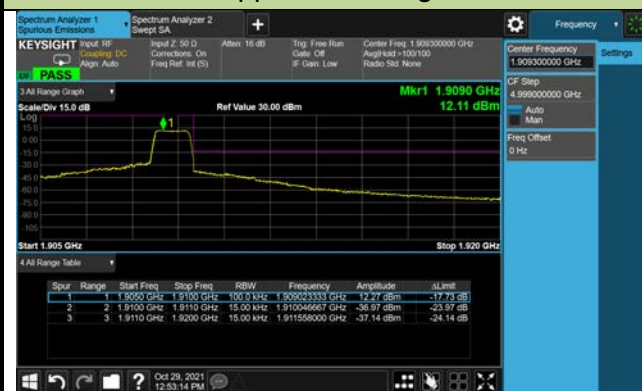 Spectrum Analyzer 1
Spurious Emissions
Spectrum Analyzer 2
Swept SA
+
Frequency
KEYSIGHT
Input: RF
Coupling: DC
Align: Auto
Input Z: 50 Ω
Corrections: On
Freq Ref: Int (S)
Atten: 16 dB
Trig: Free Run
Gate: Off
IF Gain: Low
Center Freq: 1.909300000 GHz
Avg|Hold:>100/100
Radio Std: None
PASS
Center Frequency
1.909300000 GHz
Settings
CF Step
4.999000000 GHz
Auto
Man
Freq Offset
0 Hz
3 All Range Graph
Mkr1 1.9090 GHz
12.11 dBm
Scale/Div 15.0 dB
Ref Value 30.00 dBm
Log
15.0
0.00
-15.0
-30.0
-45.0
-60.0
-75.0
-90.0
-105
1
Start 1.905 GHz
Stop 1.920 GHz
4 All Range Table
Spur Range Start Freq Stop Freq RBW Frequency Amplitude ΔLimit
1 1 1.9050 GHz 1.9100 GHz 100.0 kHz 1.909023333 GHz 12.27 dBm -17.73 dB
2 2 1.9100 GHz 1.9110 GHz 15.00 kHz 1.910046667 GHz -36.97 dBm -23.97 dB
3 3 1.9110 GHz 1.9200 GHz 15.00 kHz 1.911558000 GHz -37.14 dBm -24.14 dB
?
Oct 29, 2021
12:53:14 PM